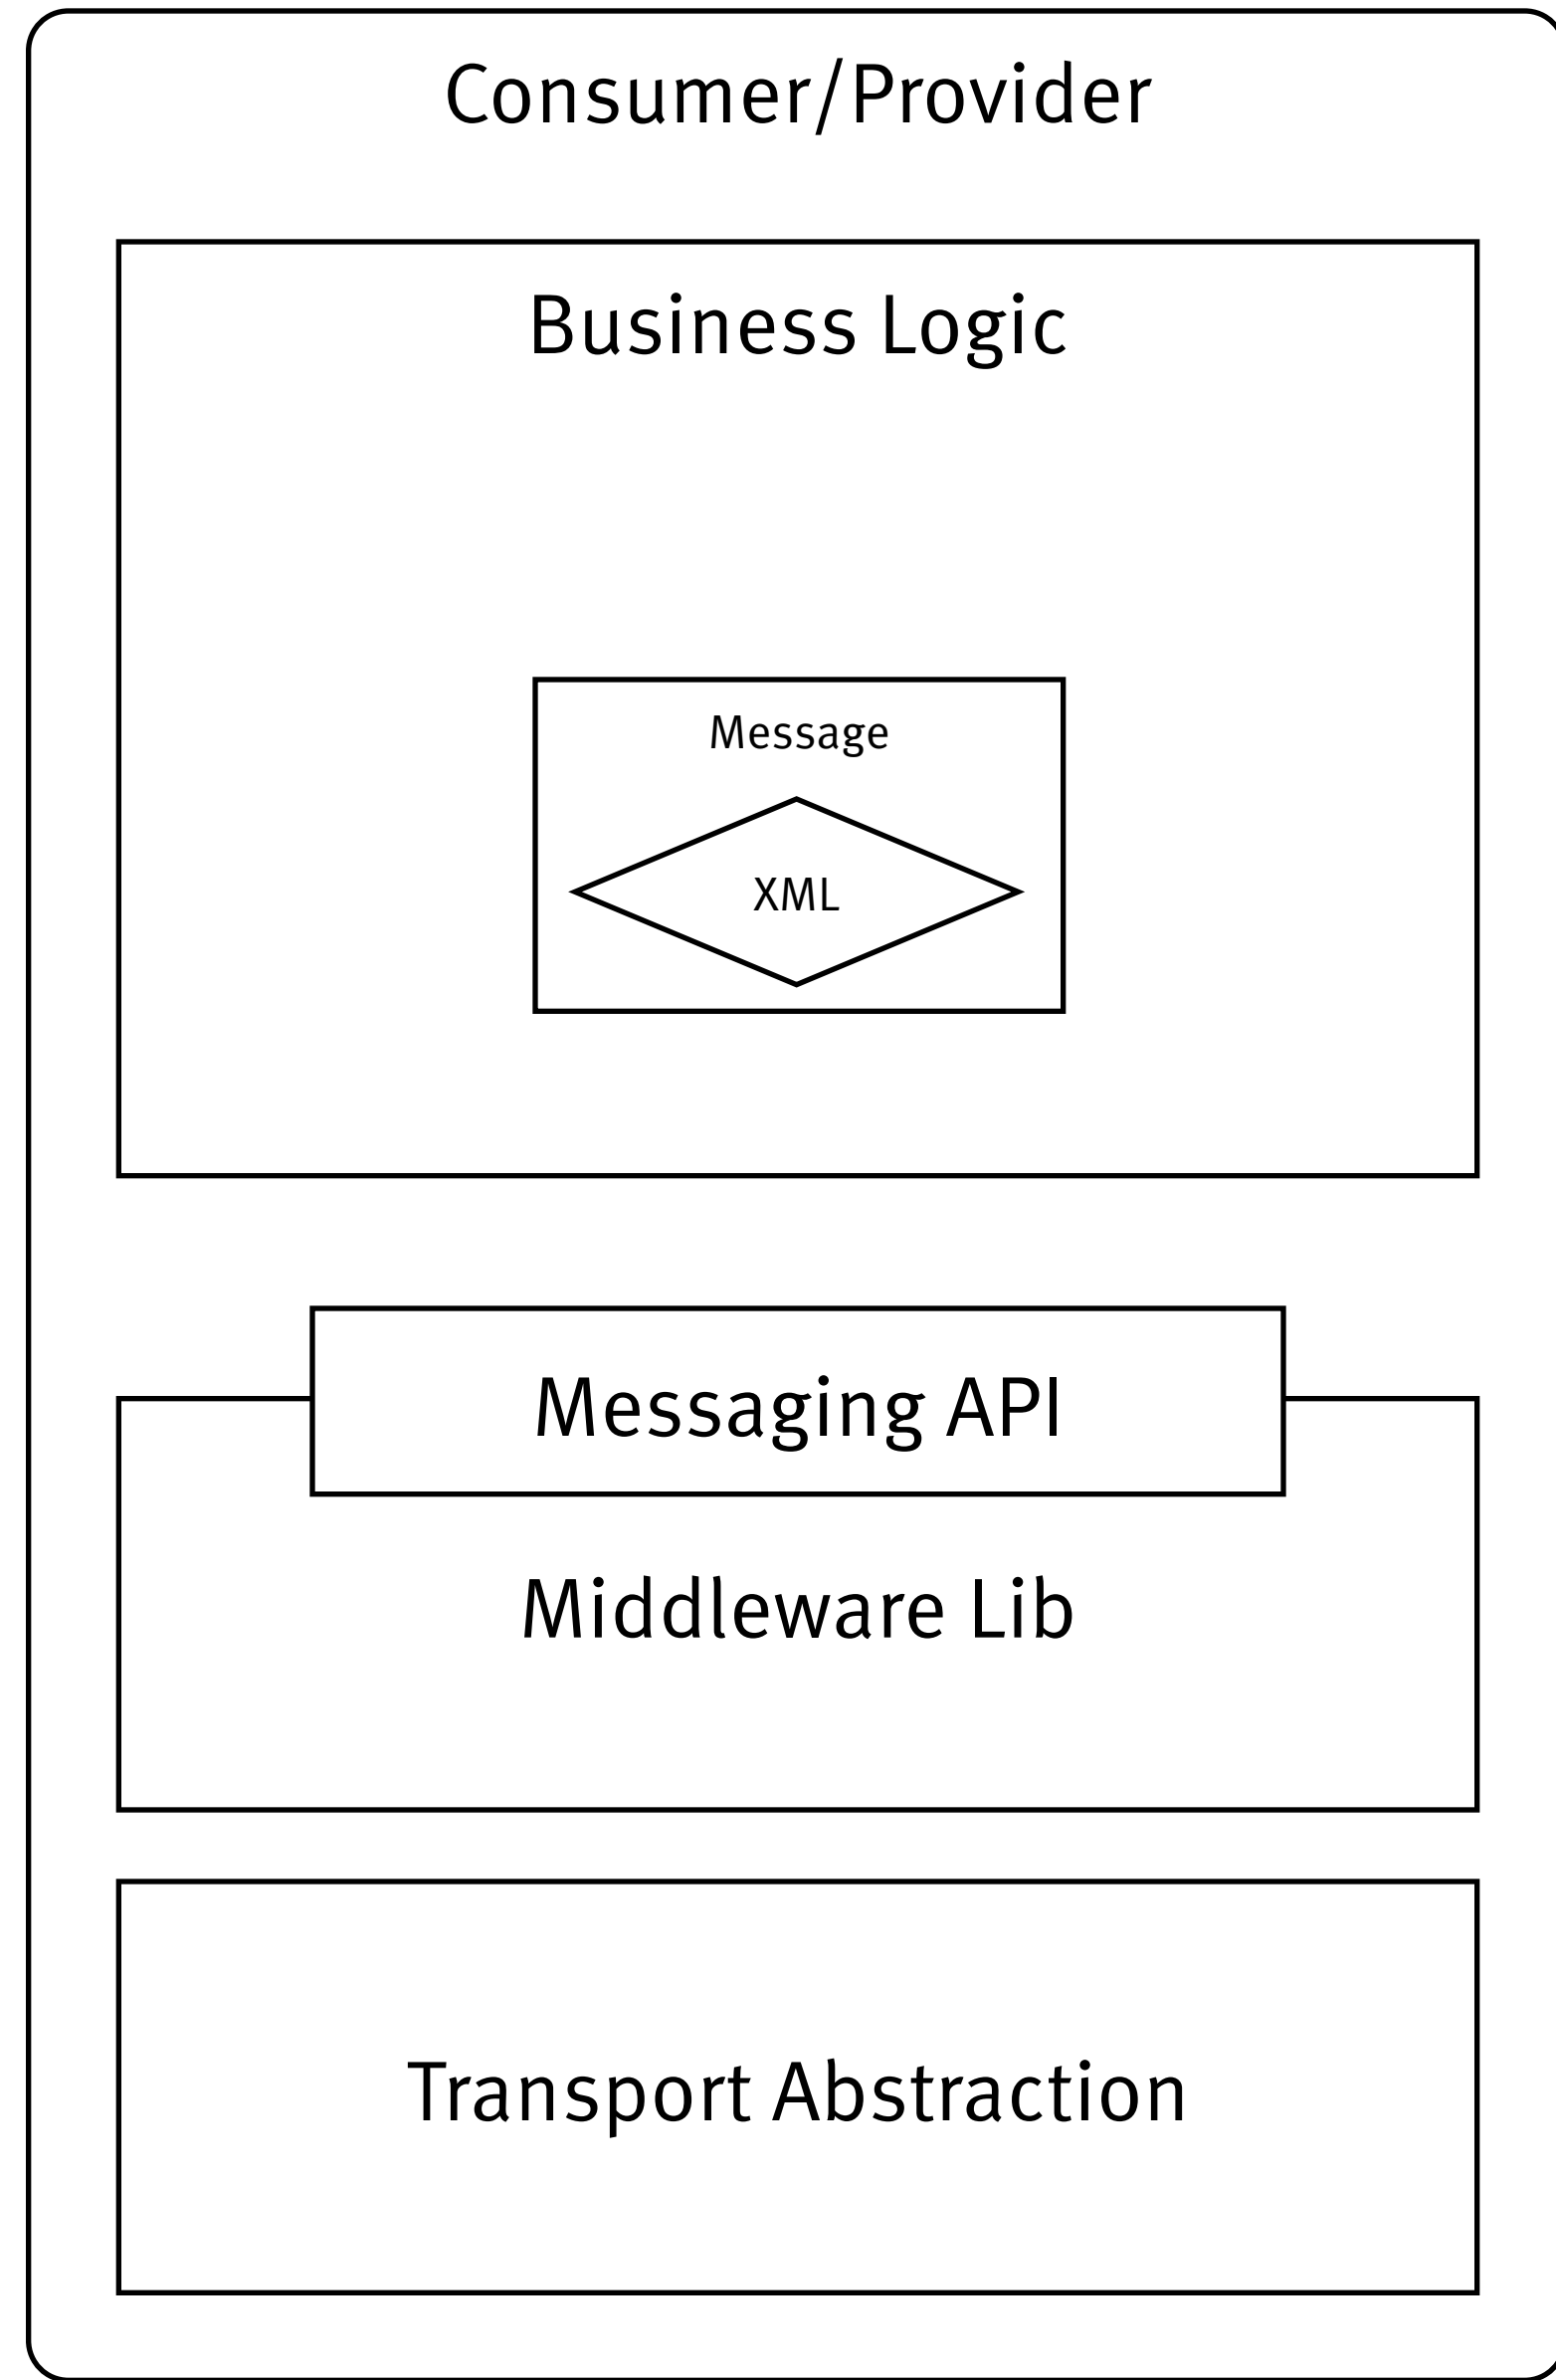 Consumer/Provider
Business Logic
Message
XML
Messaging API
Middleware Lib
Transport Abstraction